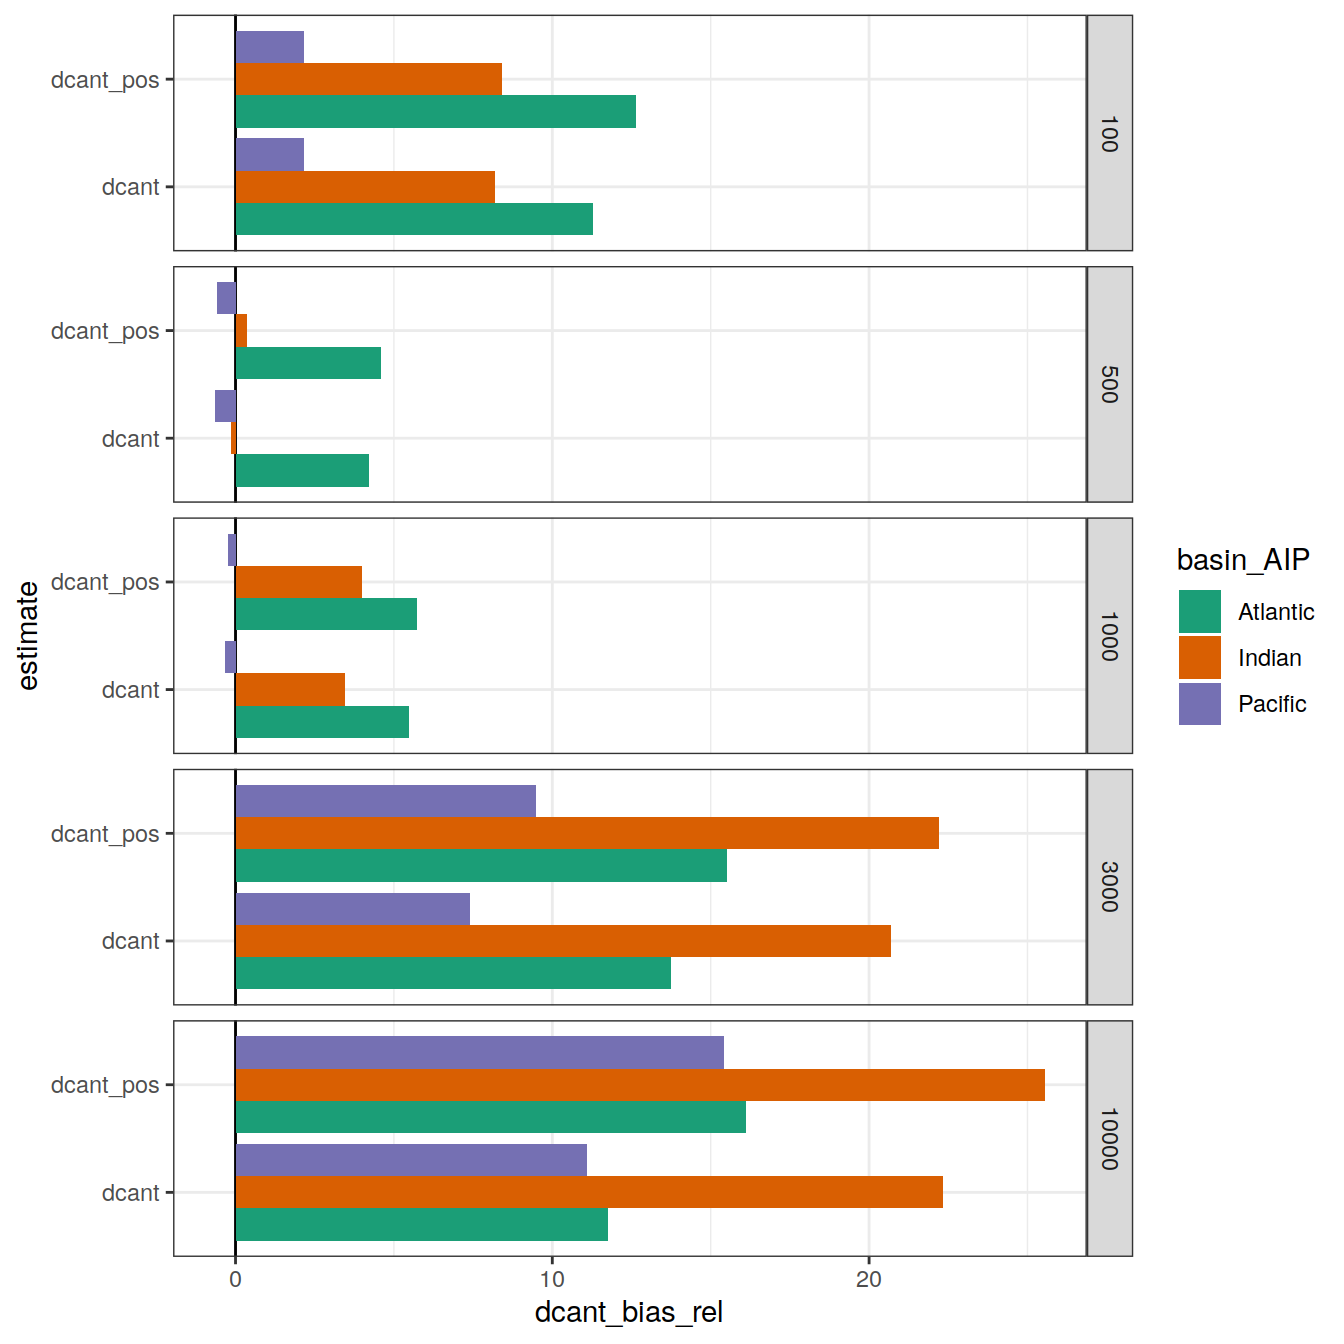 dcant_pos
dcant
100
dcant_pos
dcant
500
dcant_pos
dcant
1000
dcant_pos
dcant
3000
dcant_pos
dcant
10000
0 10 20
dcant_bias_rel
estimate
basin_AIP
Atlantic
Indian
Pacific